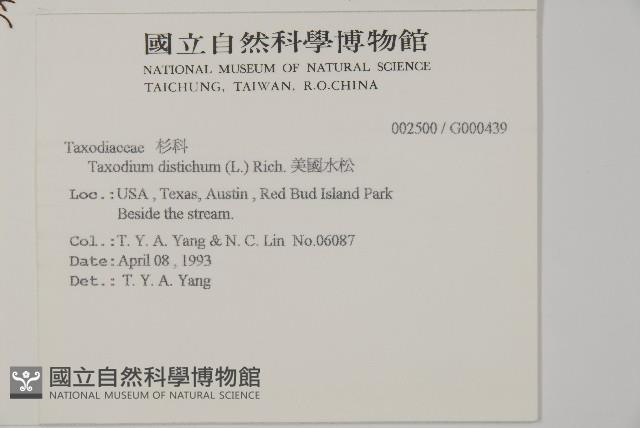 國立自然科學博物館
NATIONAL MUSEUM OF NATURAL SCIENCE
TAICHUNG, TAIWAN, R.O.CHINA
002500 / G000439
Taxodiaceae 杉科
Taxodium distichum (L.) Rich. 美國水松
Loc.: USA , Texas, Austin , Red Bud Island Park
Beside the stream.
Col.: T. Y. A. Yang & N. C. Lin No.06087
Date: April 08 , 1993
Det.: T. Y. A. Yang
國立自然科學博物館
NATIONAL MUSEUM OF NATURAL SCIENCE